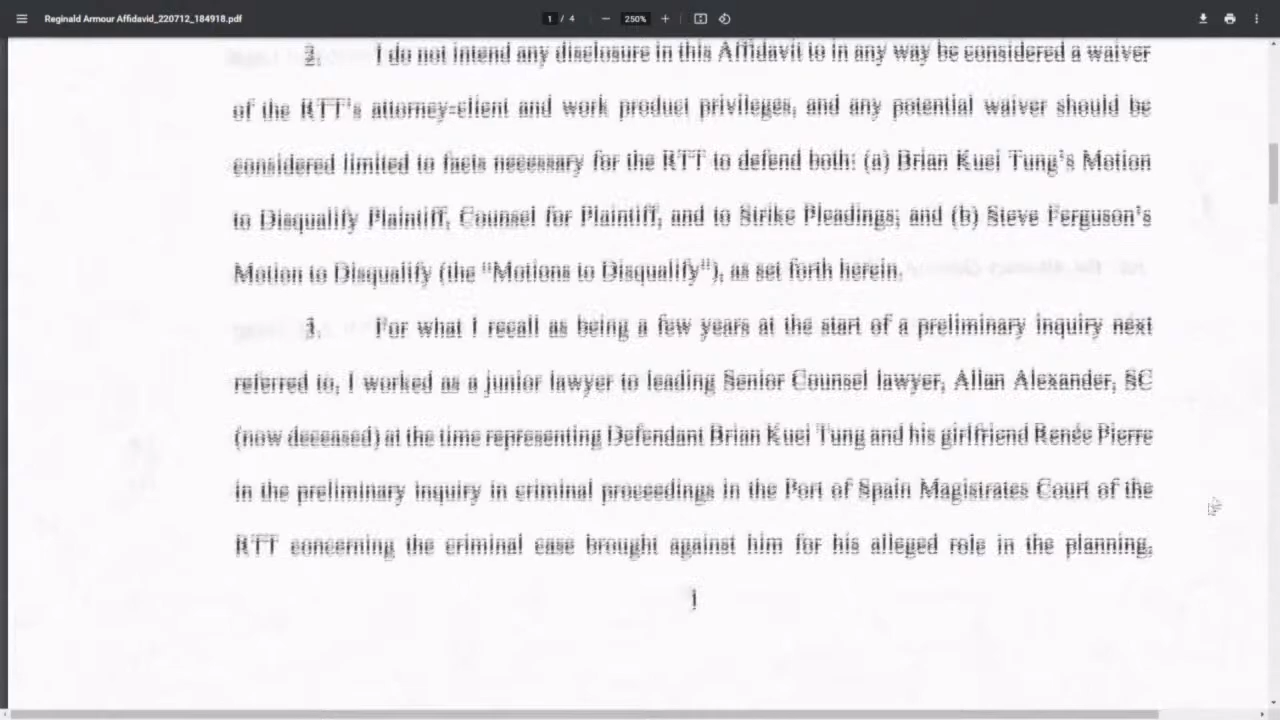 Reginald Armour Affidavid_220712_184918.pdf
1 / 4
250%
2. I do not intend any disclosure in this Affidavit to in any way be considered a waiver
of the RTT's attorney-client and work product privileges, and any potential waiver should be
considered limited to facts necessary for the RTT to defend both: (a) Brian Kuei Tung's Motion
to Disqualify Plaintiff, Counsel for Plaintiff, and to Strike Pleadings; and (b) Steve Ferguson's
Motion to Disqualify (the "Motions to Disqualify"), as set forth herein.
3. For what I recall as being a few years at the start of a preliminary inquiry next
referred to, I worked as a junior lawyer to leading Senior Counsel lawyer, Allan Alexander, SC
(now deceased) at the time representing Defendant Brian Kuei Tung and his girlfriend Renée Pierre
in the preliminary inquiry in criminal proceedings in the Port of Spain Magistrates Court of the
RTT concerning the criminal case brought against him for his alleged role in the planning,
1